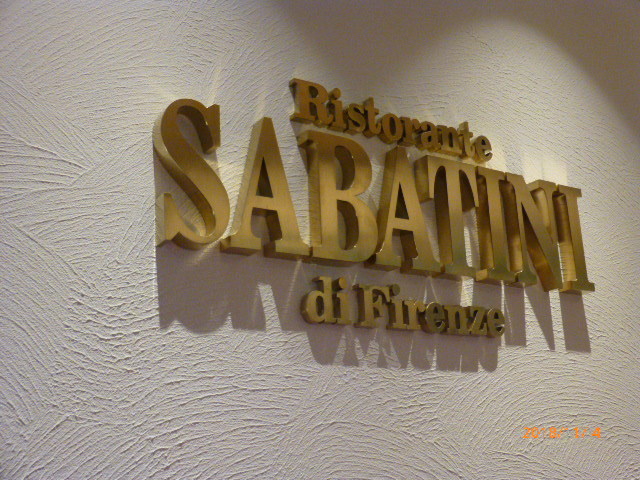 Ristorante
SABATINI
di Firenze